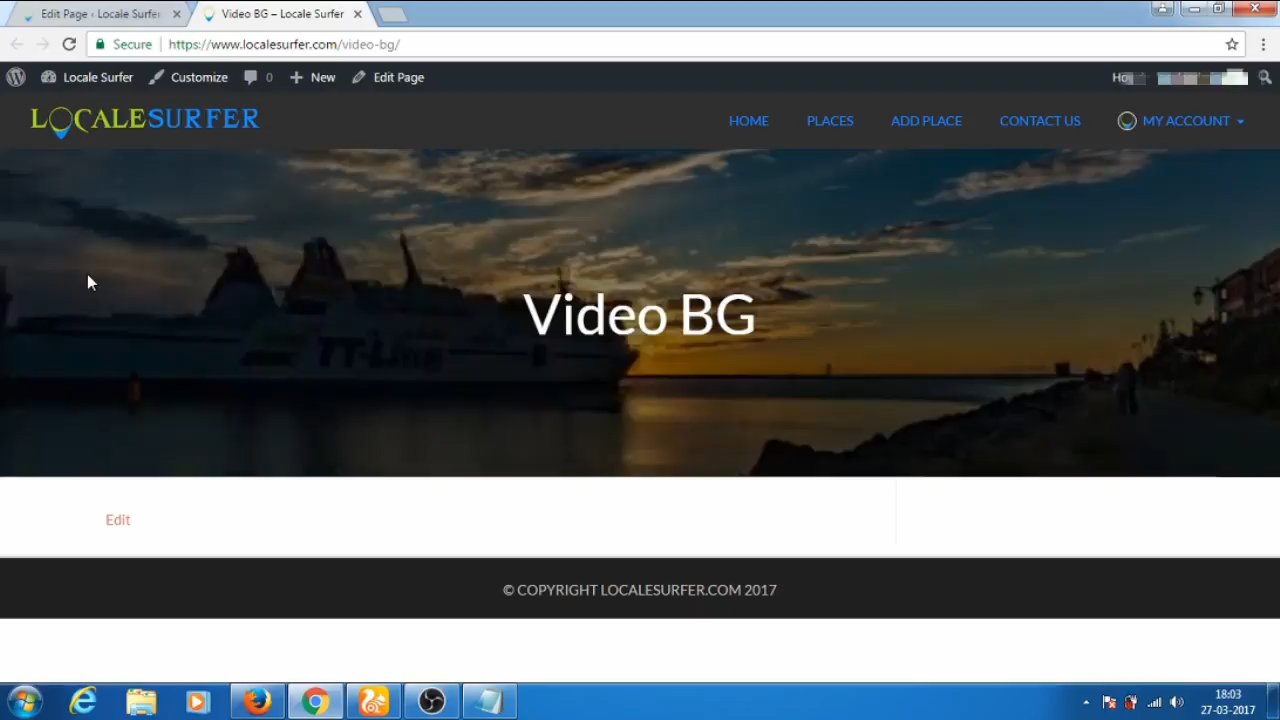 Edit Page ‹ Locale Surfer
Video BG – Locale Surfer
Secure
https://www.localesurfer.com/video-bg/
Locale Surfer
Customize
0
New
Edit Page
LOCALESURFER
HOME
PLACES
ADD PLACE
CONTACT US
MY ACCOUNT
TT-Line
Video BG
Edit
© COPYRIGHT LOCALESURFER.COM 2017
18:03
27-03-2017